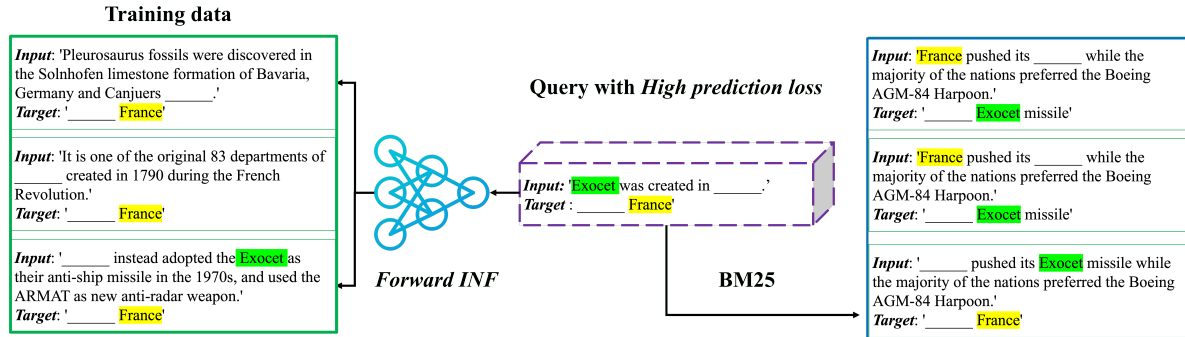 Training data
Input: 'Pleurosaurus fossils were discovered in
the Solnhofen limestone formation of Bavaria,
Germany and Canjuers ______.'
Target: '______ France'
Input: 'It is one of the original 83 departments of
______ created in 1790 during the French
Revolution.'
Target: '______ France'
Input: '______ instead adopted the Exocet as
their anti-ship missile in the 1970s, and used the
ARMAT as new anti-radar weapon.'
Target: '______ France'
Forward INF
Query with High prediction loss
Input: 'Exocet was created in ______.’
Target : ______ France'
BM25
Input: 'France pushed its ______ while the
majority of the nations preferred the Boeing
AGM-84 Harpoon.'
Target: '______ Exocet missile'
Input: 'France pushed its ______ while the
majority of the nations preferred the Boeing
AGM-84 Harpoon.'
Target: '______ Exocet missile'
Input: '______ pushed its Exocet missile while
the majority of the nations preferred the Boeing
AGM-84 Harpoon.'
Target: '______ France'